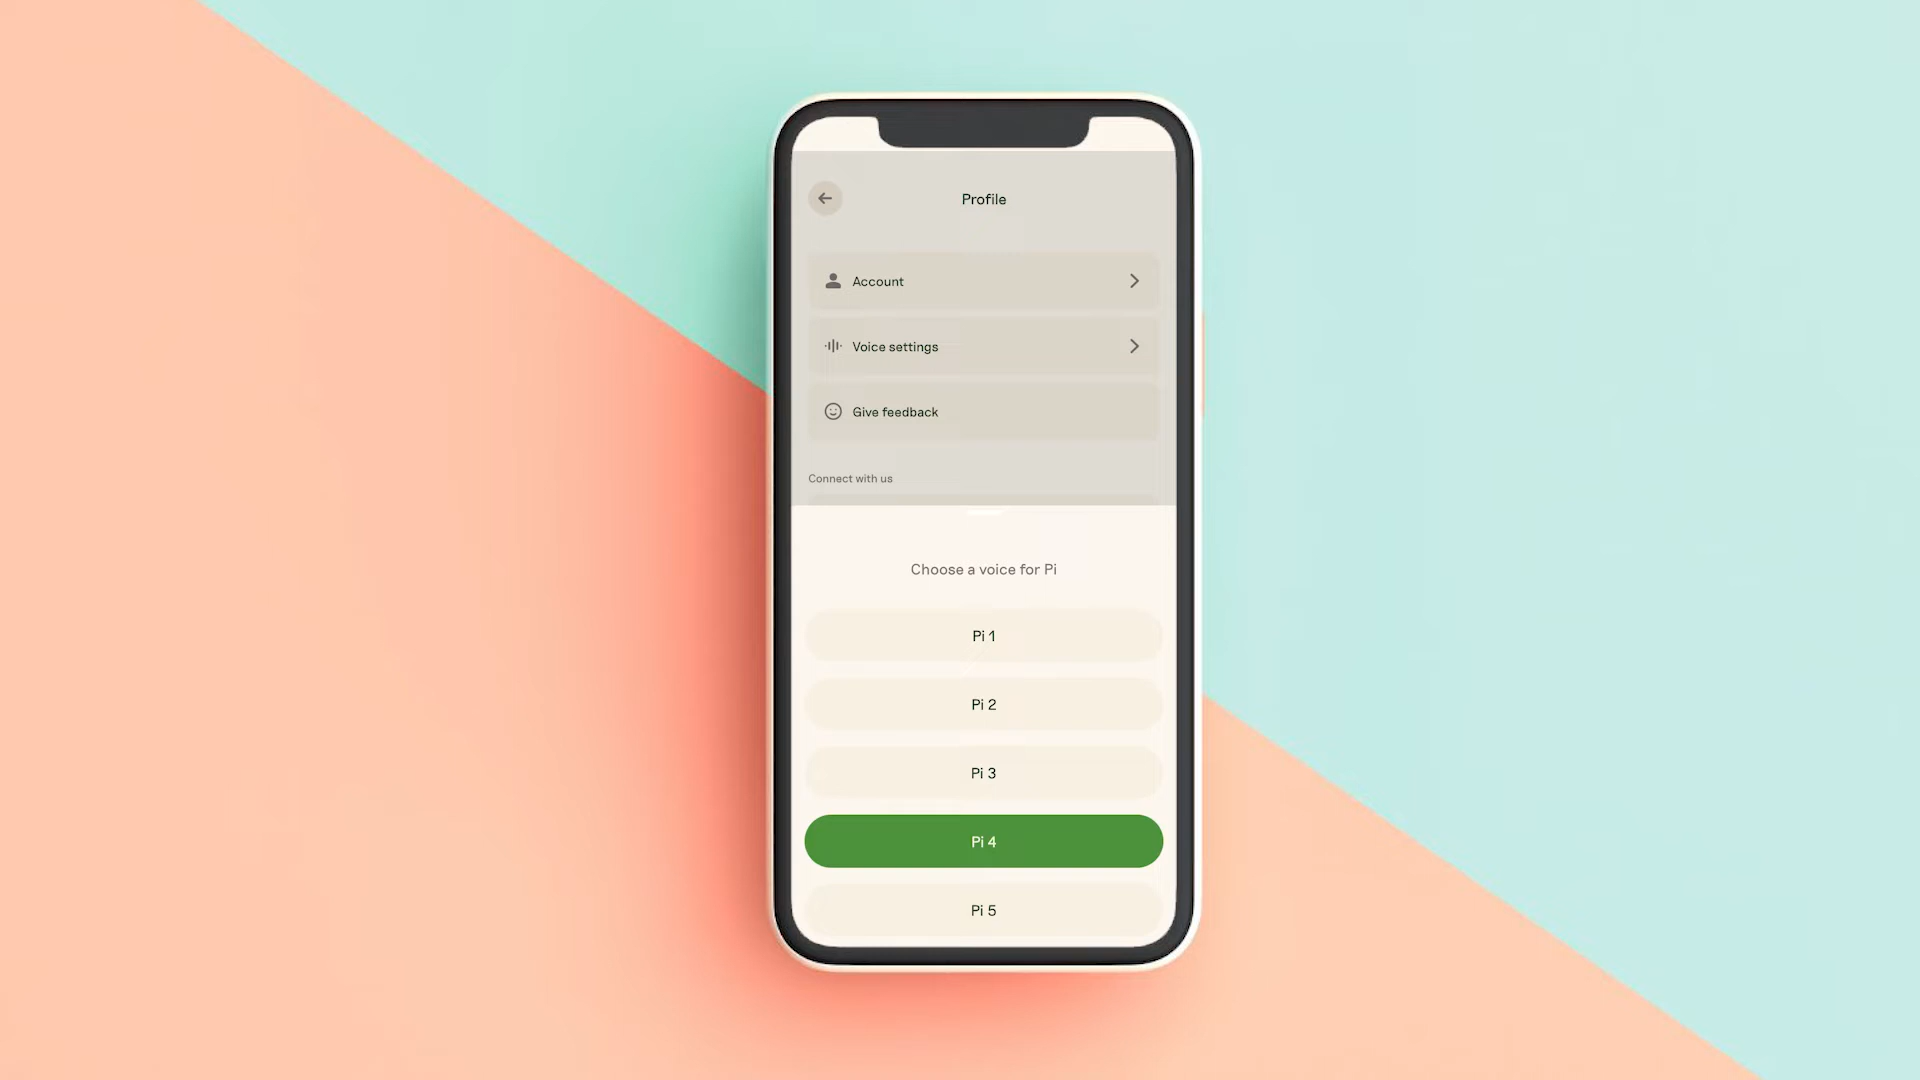 Profile
Account
Voice settings
Give feedback
Connect with us
Choose a voice for Pi
Pi 1
Pi 2
Pi 3
Pi 4
Pi 5